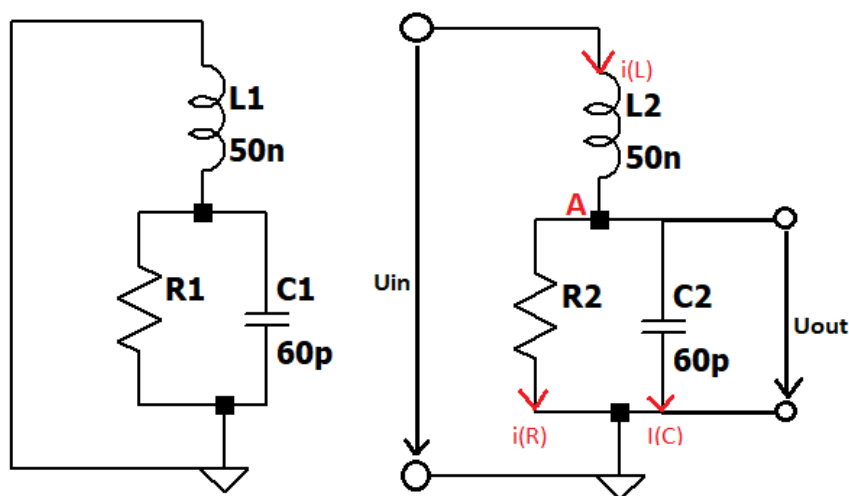 L1
50n
R1
C1
60p
Uin
i(L)
L2
50n
A
R2
C2
60p
Uout
i(R)
I(C)